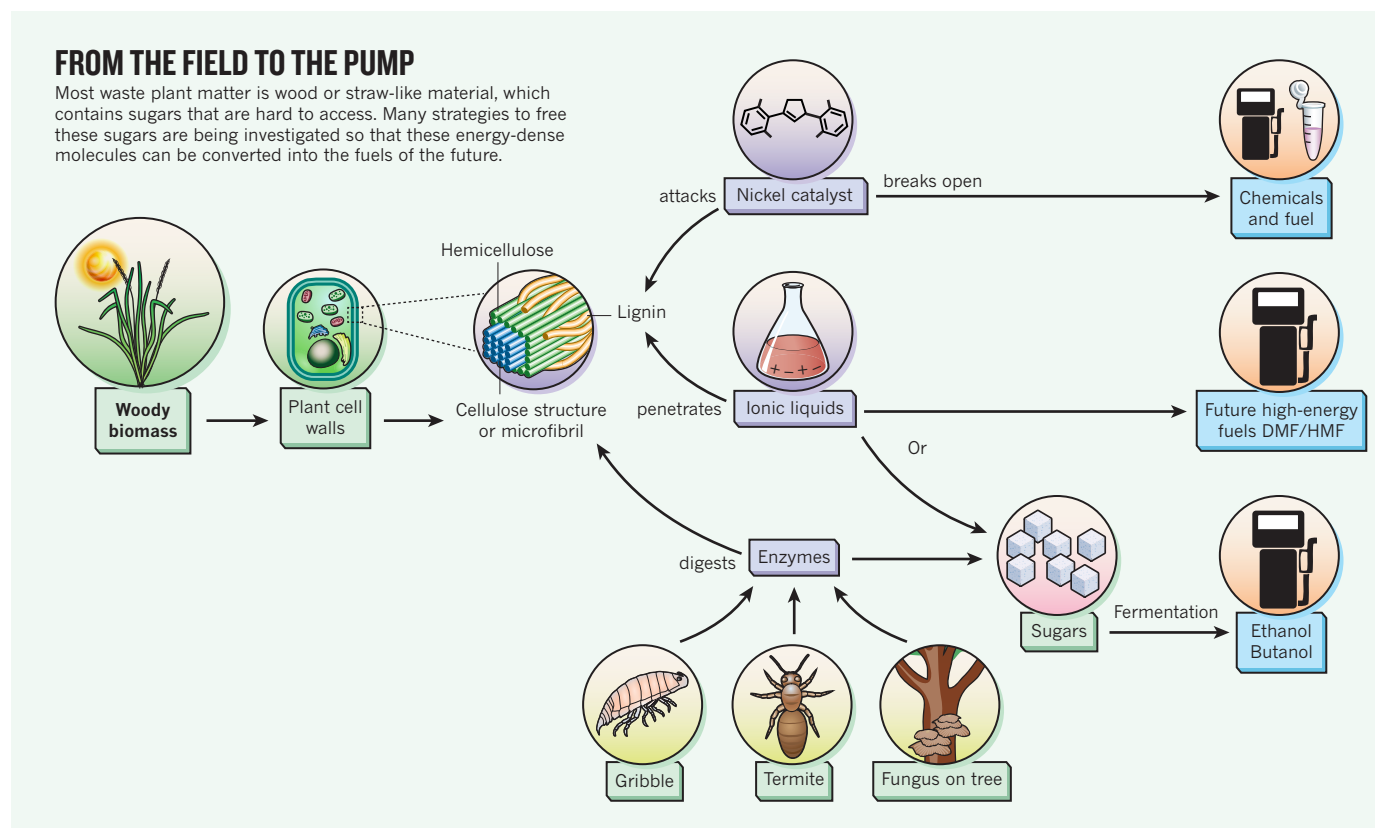 FROM THE FIELD TO THE PUMP
Most waste plant matter is wood or straw-like material, which
contains sugars that are hard to access. Many strategies to free
these sugars are being investigated so that these energy-dense
molecules can be converted into the fuels of the future.
attacks
Nickel catalyst
breaks open
Chemicals
and fuel
Hemicellulose
Lignin
Woody
biomass
Plant cell
walls
Cellulose structure
or microfibril
penetrates
+ – + –
Ionic liquids
Future high-energy
fuels DMF/HMF
Or
digests
Enzymes
Sugars
Fermentation
Ethanol
Butanol
Gribble
Termite
Fungus on tree